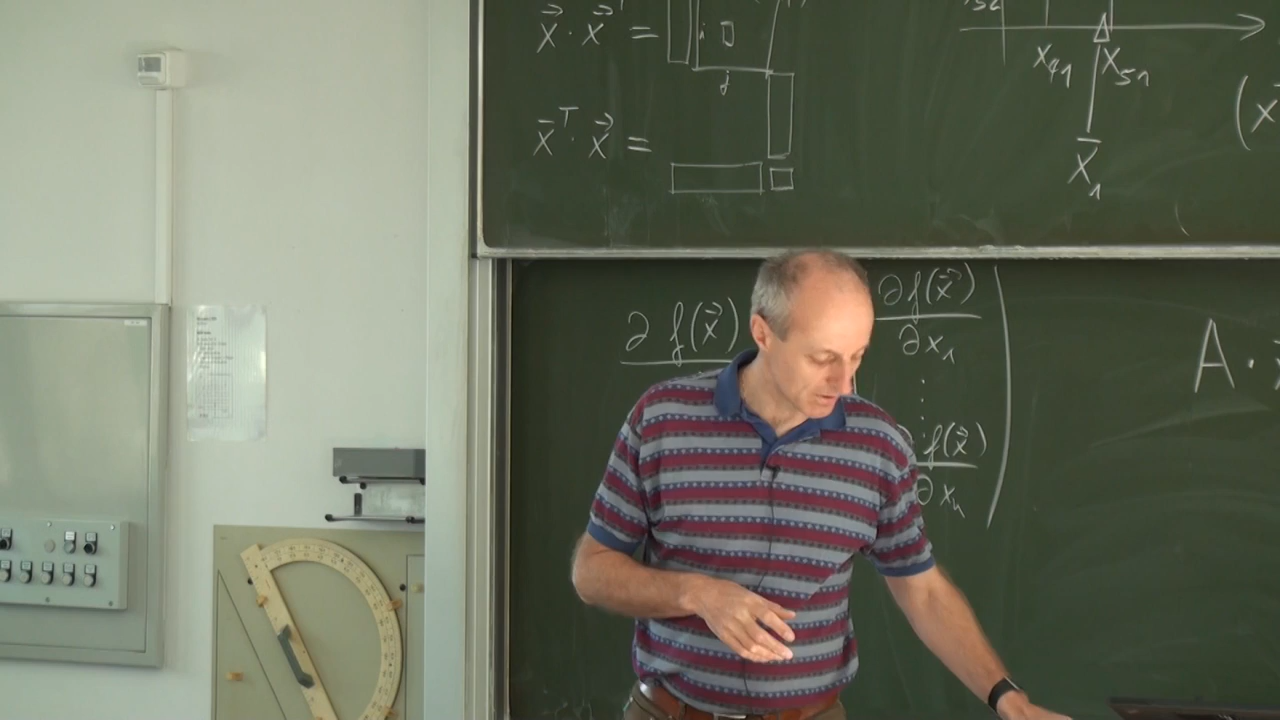 x⃗ · x⃗ᵀ =
i
j
x⃗ᵀ · x⃗ =
x₄₁ x₅₁
x̄₁
(x⃗
∂ f(x⃗)
∂f(x⃗)
∂x₁
⋮
f(x⃗)
∂xₙ
A ·